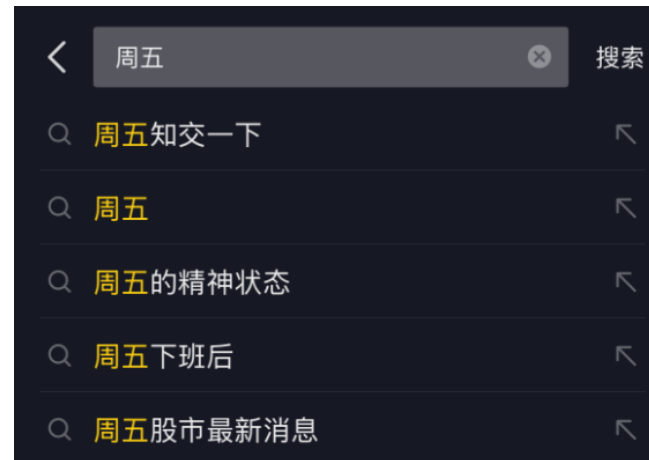 周五 搜索
周五知交一下
周五
周五的精神状态
周五下班后
周五股市最新消息